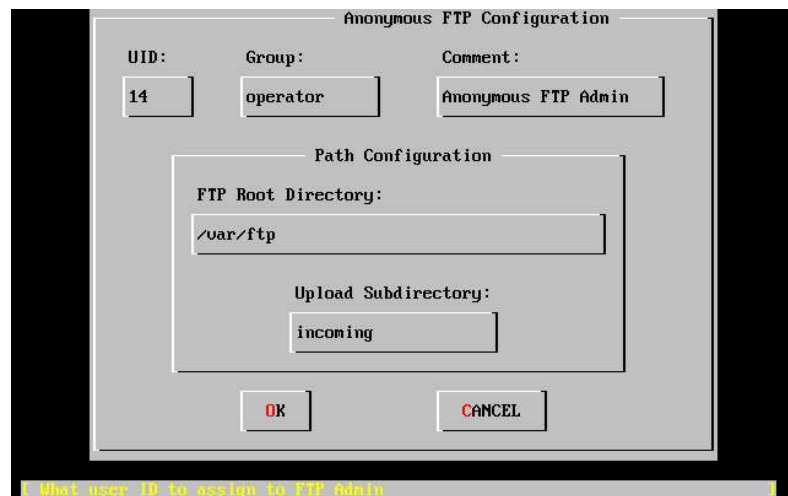 Anonymous FTP Configuration
UID: Group: Comment:
14 operator Anonymous FTP Admin
Path Configuration
FTP Root Directory:
/var/ftp
Upload Subdirectory:
incoming
OK CANCEL
[ What user ID to assign to FTP Admin ]